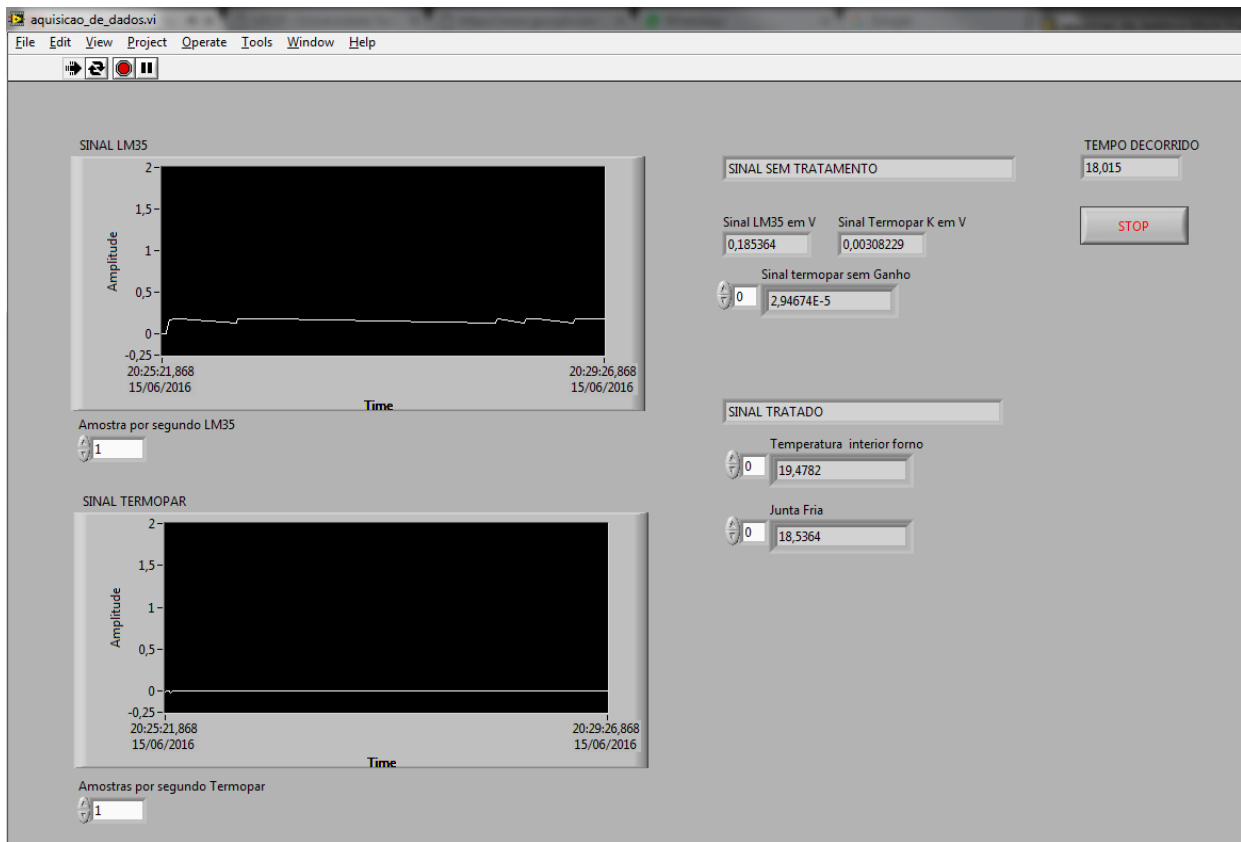 aquisicao_de_dados.vi
File Edit View Project Operate Tools Window Help
SINAL LM35
2
1,5
1
0,5
0
-0,25
Amplitude
20:25:21,868
15/06/2016
20:29:26,868
15/06/2016
Time
Amostra por segundo LM35
1
SINAL TERMOPAR
2
1,5
1
0,5
0
-0,25
Amplitude
20:25:21,868
15/06/2016
20:29:26,868
15/06/2016
Time
Amostras por segundo Termopar
1
SINAL SEM TRATAMENTO
Sinal LM35 em V Sinal Termopar K em V
0,185364 0,00308229
Sinal termopar sem Ganho
0 2,94674E-5
SINAL TRATADO
Temperatura interior forno
0 19,4782
Junta Fria
0 18,5364
TEMPO DECORRIDO
18,015
STOP